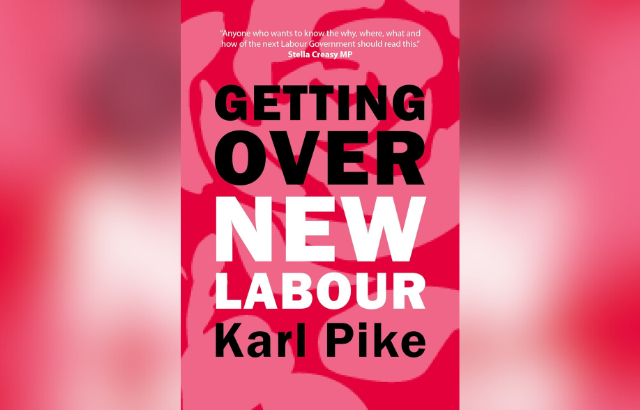 “Anyone who wants to know the why, where, what and
how of the next Labour Government should read this.”
Stella Creasy MP
GETTING
OVER
NEW
LABOUR
Karl Pike